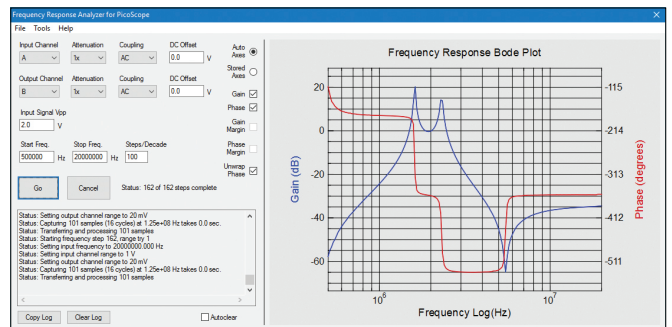 Frequency Response Analyzer for PicoScope
File Tools Help
Input Channel Attenuation Coupling DC Offset
A 1x AC 0.0 V
Output Channel Attenuation Coupling DC Offset
B 1x AC 0.0 V
Input Signal Vpp
2.0 V
Start Freq. Stop Freq. Steps/Decade
500000 Hz 20000000 Hz 100
Go Cancel Status: 162 of 162 steps complete
Auto Axes
Stored Axes
Gain
Phase
Gain Margin
Phase Margin
Unwrap Phase
Status: Setting output channel range to 20 mV
Status: Capturing 101 samples (16 cycles) at 1.25e+08 Hz takes 0.0 sec.
Status: Transferring and processing 101 samples
Status: Starting frequency step 162, range try 1
Status: Setting input frequency to 20000000.000 Hz
Status: Setting input channel range to 1 V
Status: Setting output channel range to 20 mV
Status: Capturing 101 samples (16 cycles) at 1.25e+08 Hz takes 0.0 sec.
Status: Transferring and processing 101 samples
Copy Log Clear Log Autoclear
Frequency Response Bode Plot
Gain (dB)
20
0
-20
-40
-60
-115
-214
-313
-412
-511
Phase (degrees)
10^6 10^7
Frequency Log(Hz)